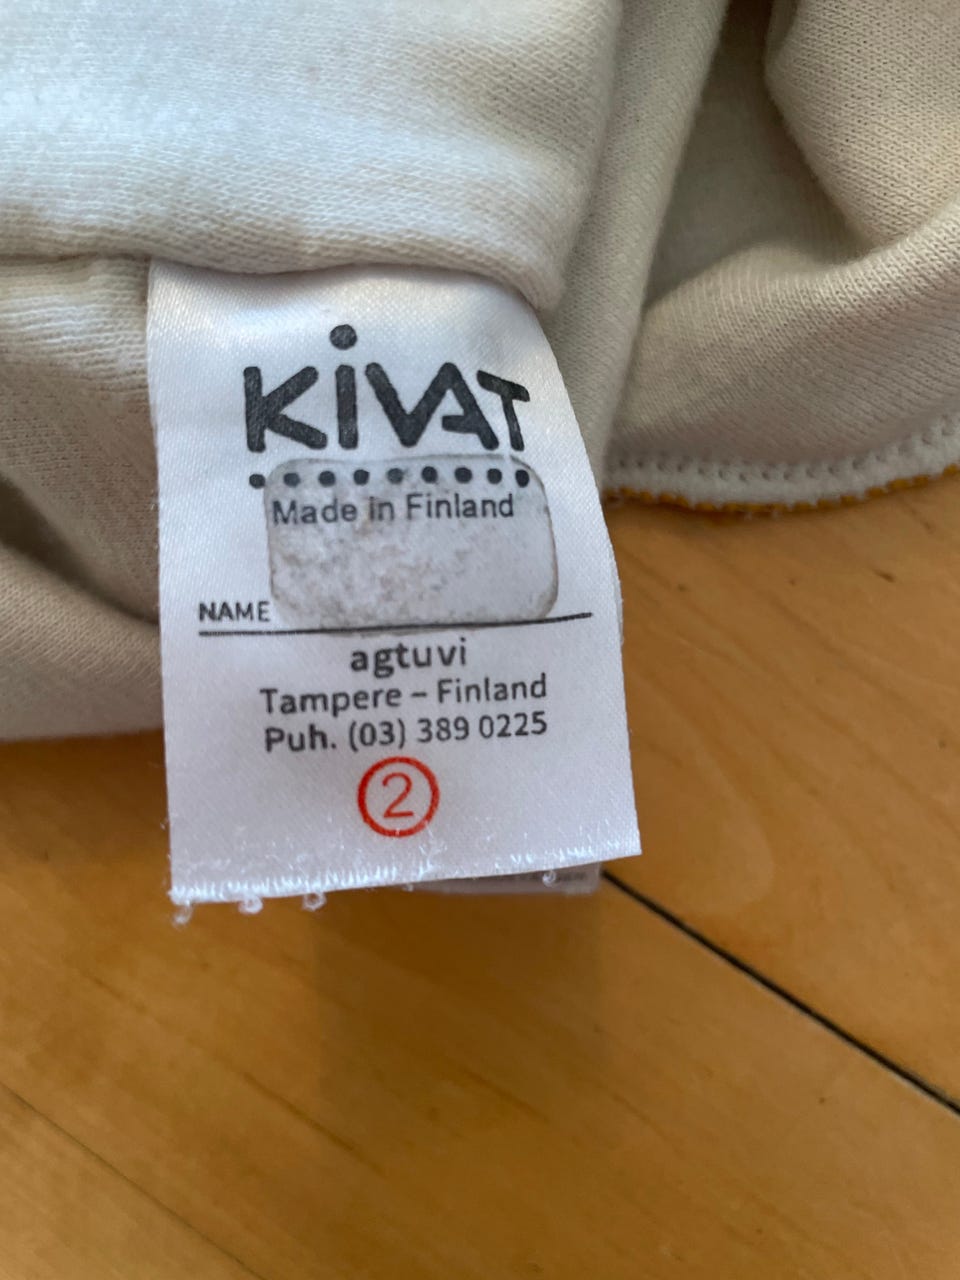 KiVAT
Made in Finland
NAME
agtuvi
Tampere – Finland
Puh. (03) 389 0225
2